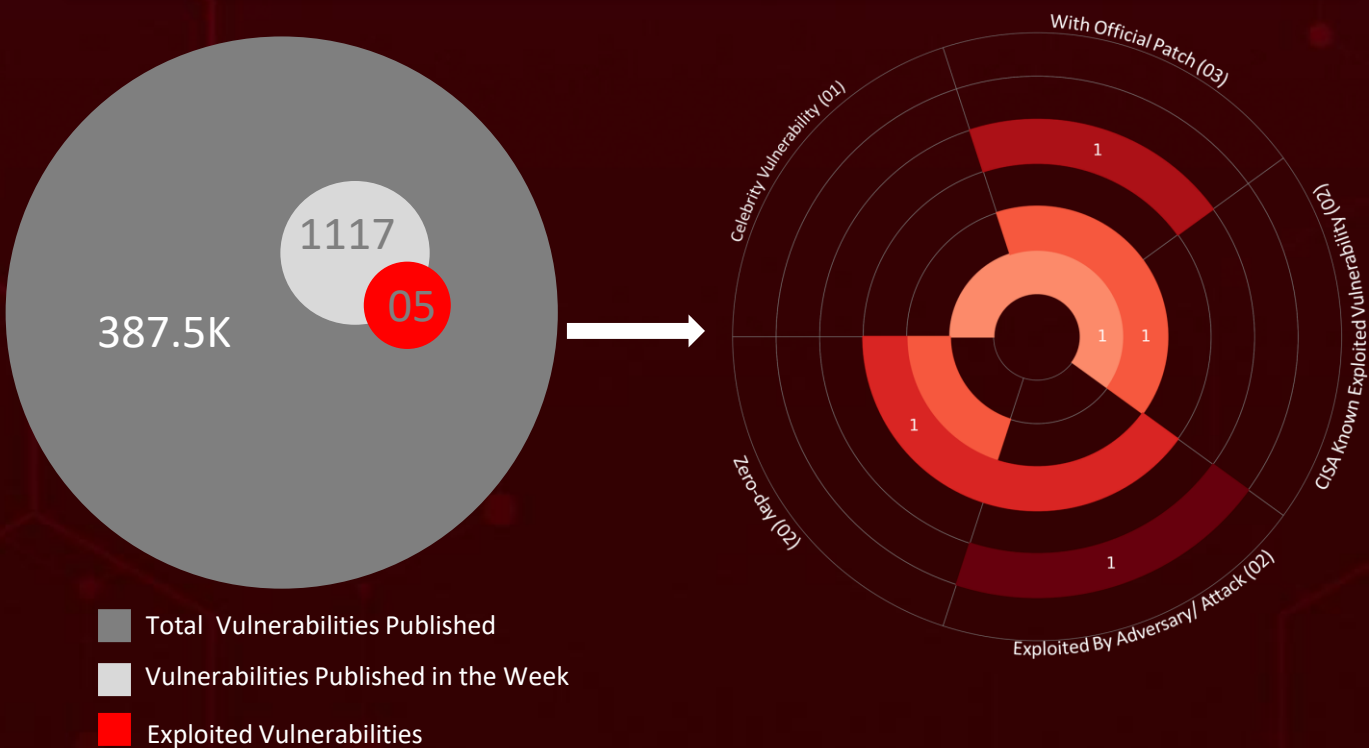 387.5K
1117
05
Total Vulnerabilities Published
Vulnerabilities Published in the Week
Exploited Vulnerabilities
With Official Patch (03)
Celebrity Vulnerability (01)
CISA Known Exploited Vulnerability (02)
Zero-day (02)
Exploited By Adversary/ Attack (02)
1
1
1
1
1